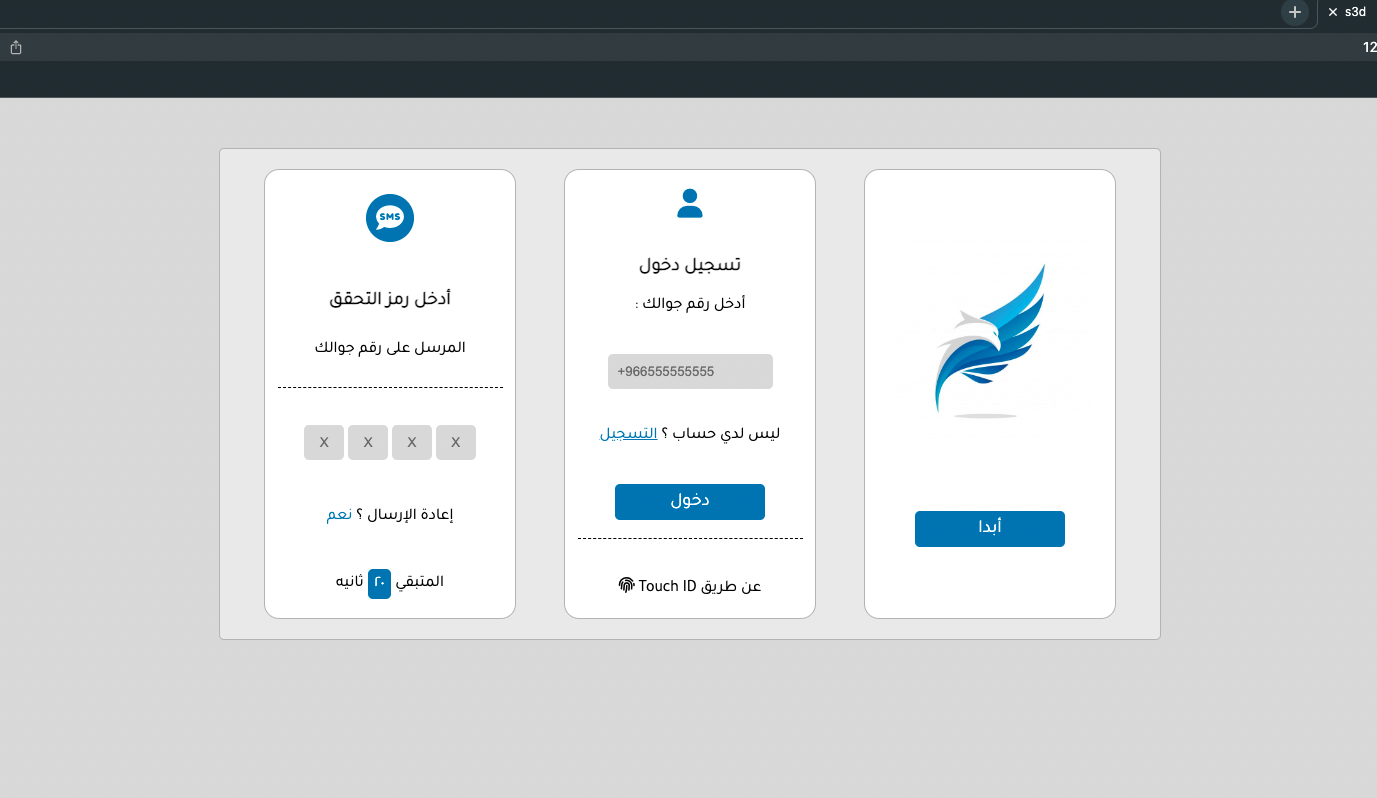 s3d
12
أبدا
تسجيل دخول
أدخل رقم جوالك :
+966555555555
ليس لدي حساب ؟ التسجيل
دخول
عن طريق Touch ID
SMS
أدخل رمز التحقق
المرسل على رقم جوالك
X X X X
إعادة الإرسال ؟ نعم
المتبقي ٢٠ ثانيه